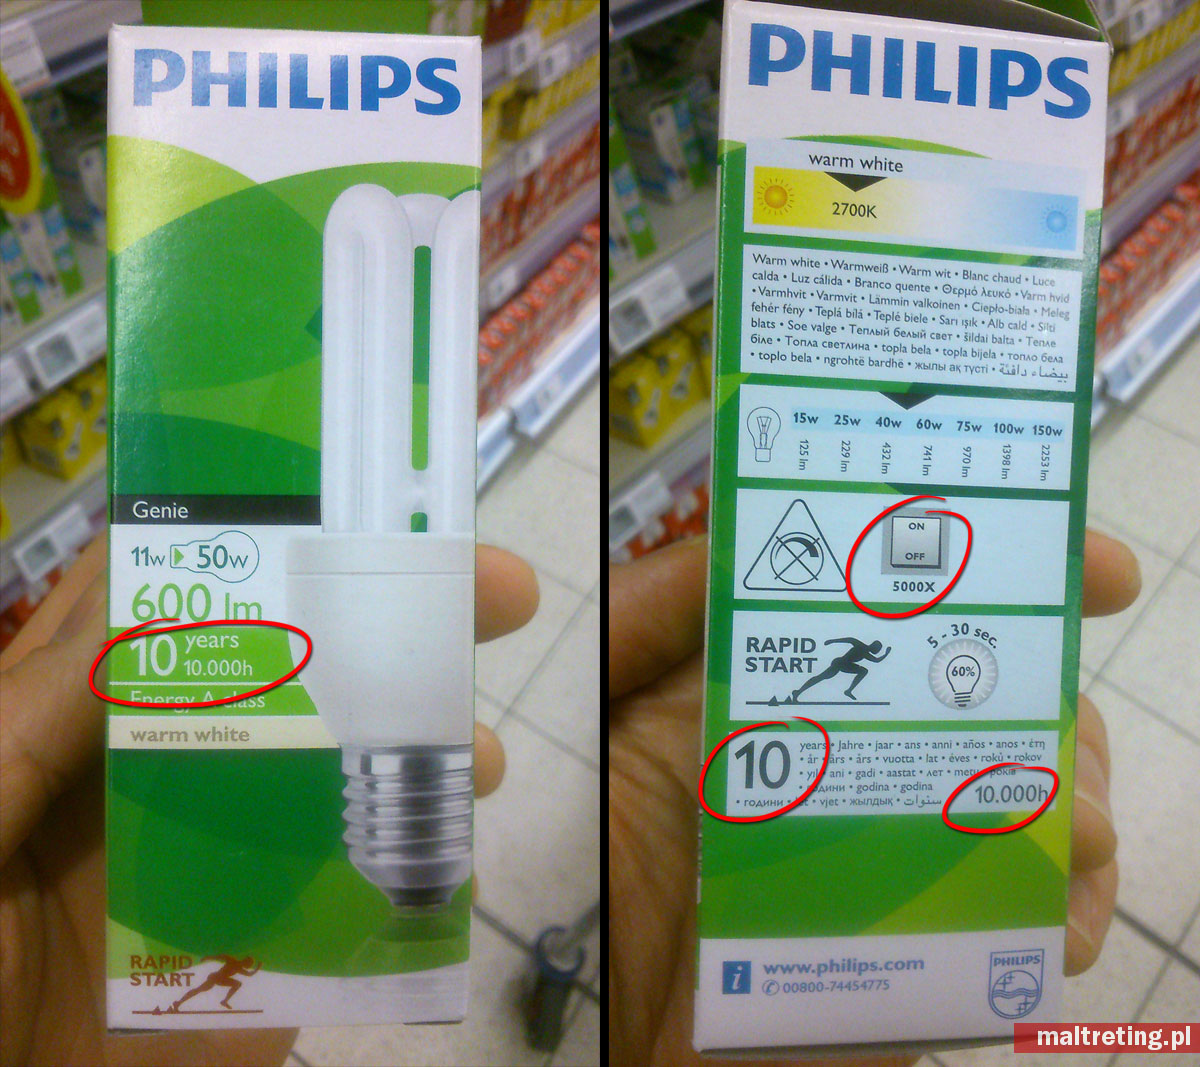 PHILIPS
Genie
11w 50w
600 lm
10 years
10.000h
Energy A-class
warm white
RAPID
START
PHILIPS
warm white
2700K
Warm white • Warmweiß • Warm wit • Blanc chaud • Luce
calda • Luz cálida • Branco quente • Θερμό λευκό • Varm hvid
• Varmhvit • Varmvit • Lämmin valkoinen • Ciepło-biała • Meleg
fehér fény • Teplá bílá • Teplé biele • Sarı ışık • Alb cald • Silti
balts • Soe valge • Теплый белый свет • šildai balta • Тепле
біле • Топла светлина • topla bela • topla bijela • топло бела
• toplo bela • ngrohtë bardhë • жылы ақ түсті • بيضاء دافئة
15w 25w 40w 60w 75w 100w 150w
125 lm 229 lm 432 lm 741 lm 970 lm 1398 lm 2253 lm
ON
OFF
5000X
RAPID
START
5 - 30 sec.
60%
10 years • Jahre • jaar • ans • anni • años • anos • έτη
• år • års • års • vuotta • lat • éves • roků • rokov
• yıl • ani • gadi • aastat • лет • metų • років
• години • godina • godina
• години • let • vjet • жылдық • سنوات
10.000h
www.philips.com
00800-74454775
PHILIPS
maltreting.pl